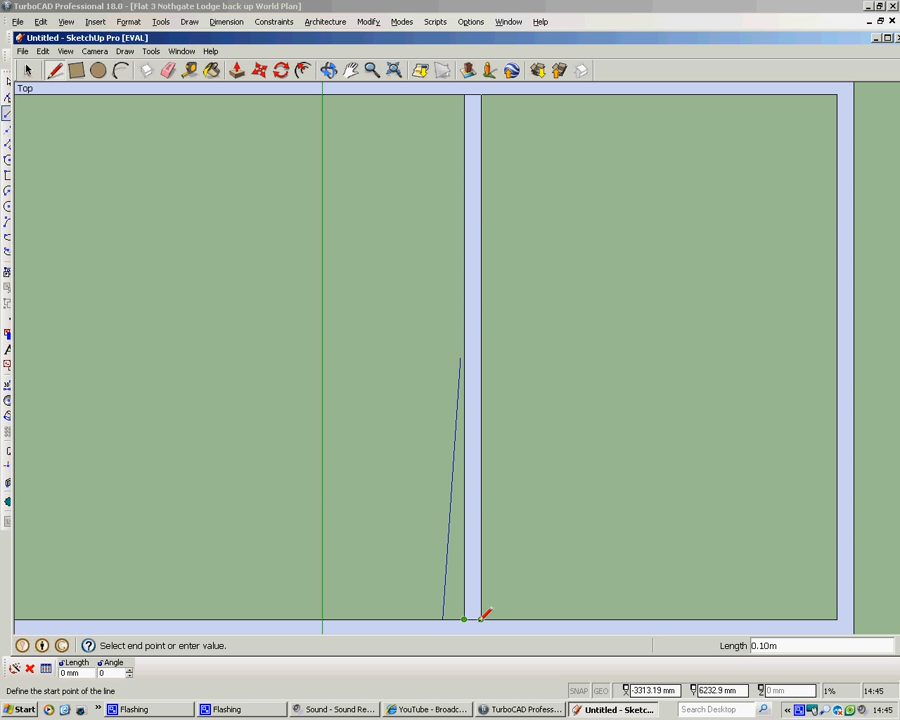 TurboCAD Professional 18.0 - [Flat 3 Nothgate Lodge back up World Plan]
File Edit View Insert Format Tools Draw Dimension Constraints Architecture Modify Modes Scripts Options Window Help
Untitled - SketchUp Pro [EVAL]
File Edit View Camera Draw Tools Window Help
Top
Select end point or enter value.
Length 0.10m
Length Angle
0 mm 0
Define the start point of the line
SNAP GEO X -3313.19 mm Y 6232.9 mm Z 0 mm 1% 14:45
Start » Flashing Flashing Sound - Sound Re... YouTube - Broadc... TurboCAD Profess... Untitled - Sketc... Search Desktop « 14:45